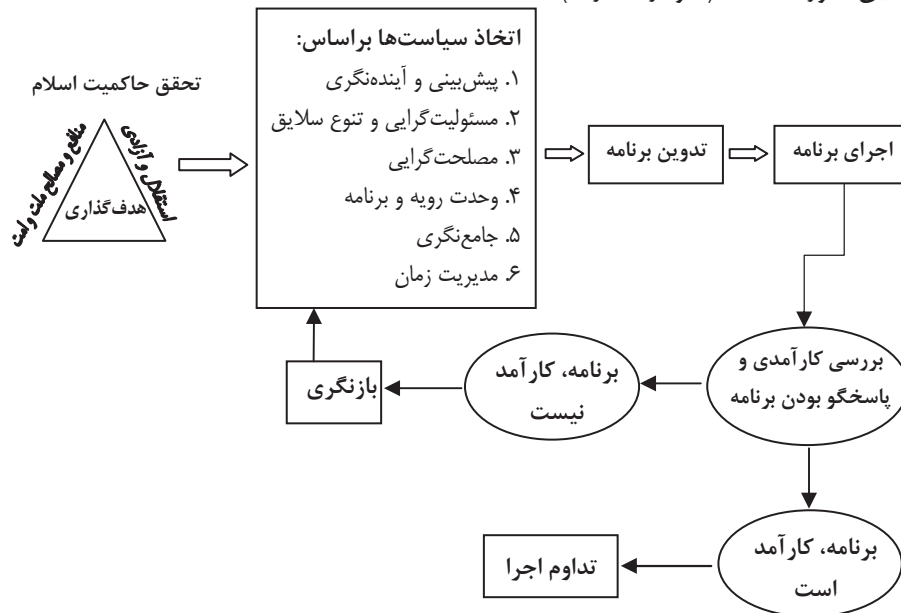 تحقق حاکمیت اسلام
منافع و مصالح ملت و امت
استقلال و آزادی
هدف‌گذاری
اتخاذ سیاست‌ها براساس:
۱. پیش‌بینی و آینده‌نگری
۲. مسئولیت‌گرایی و تنوع سلایق
۳. مصلحت‌گرایی
۴. وحدت رویه و برنامه
۵. جامع‌نگری
۶. مدیریت زمان
تدوین برنامه
اجرای برنامه
بررسی کارآمدی و
پاسخگو بودن برنامه
برنامه، کارآمد
نیست
بازنگری
برنامه، کارآمد
است
تداوم اجرا